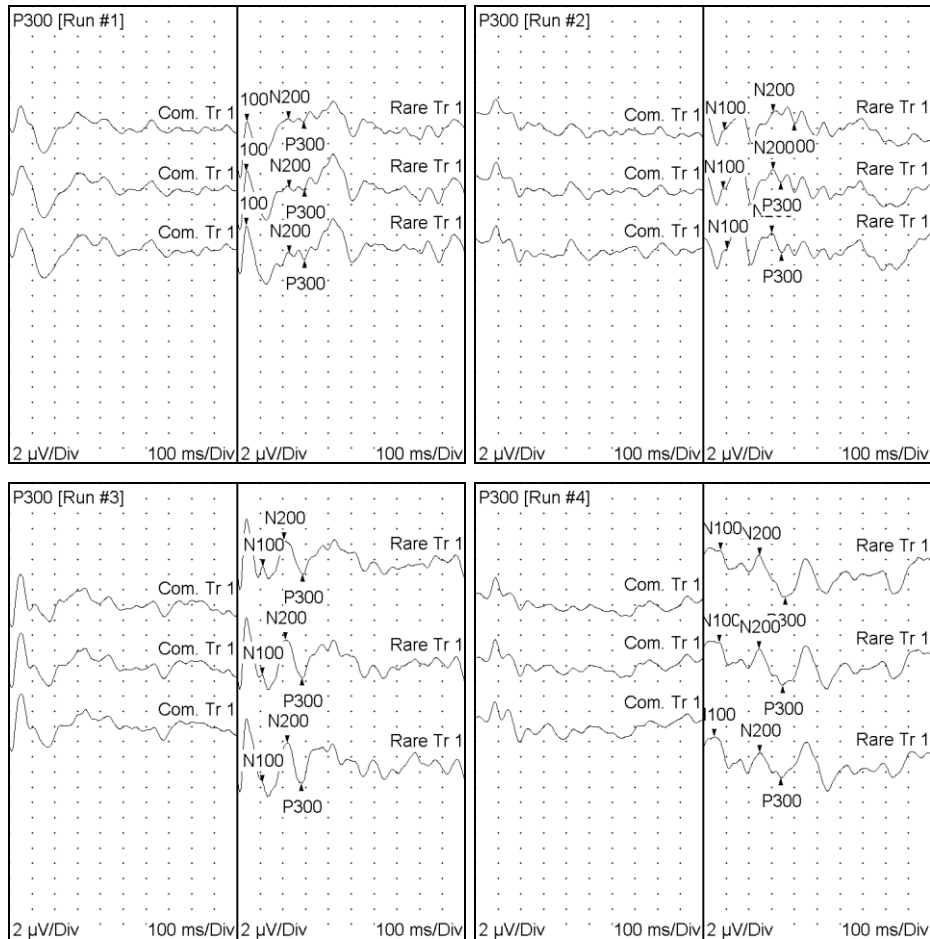 P300 [Run #1]
100
N200
Com. Tr 1
Rare Tr 1
P300
100
N200
Com. Tr 1
Rare Tr 1
P300
100
N200
Com. Tr 1
Rare Tr 1
P300
2 µV/Div
100 ms/Div
2 µV/Div
100 ms/Div
P300 [Run #2]
N200
N100
Com. Tr 1
Rare Tr 1
N200
00
N100
Com. Tr 1
Rare Tr 1
P300
N
N100
Com. Tr 1
Rare Tr 1
P300
2 µV/Div
100 ms/Div
2 µV/Div
100 ms/Div
P300 [Run #3]
N200
N100
Rare Tr 1
Com. Tr 1
P300
N200
N100
Rare Tr 1
Com. Tr 1
P300
N200
Com. Tr 1
Rare Tr 1
N100
P300
2 µV/Div
100 ms/Div
2 µV/Div
100 ms/Div
P300 [Run #4]
N100
N200
Rare Tr 1
Com. Tr 1
P300
N100
N200
Rare Tr 1
Com. Tr 1
P300
100
N200
Com. Tr 1
Rare Tr 1
P300
2 µV/Div
100 ms/Div
2 µV/Div
100 ms/Div